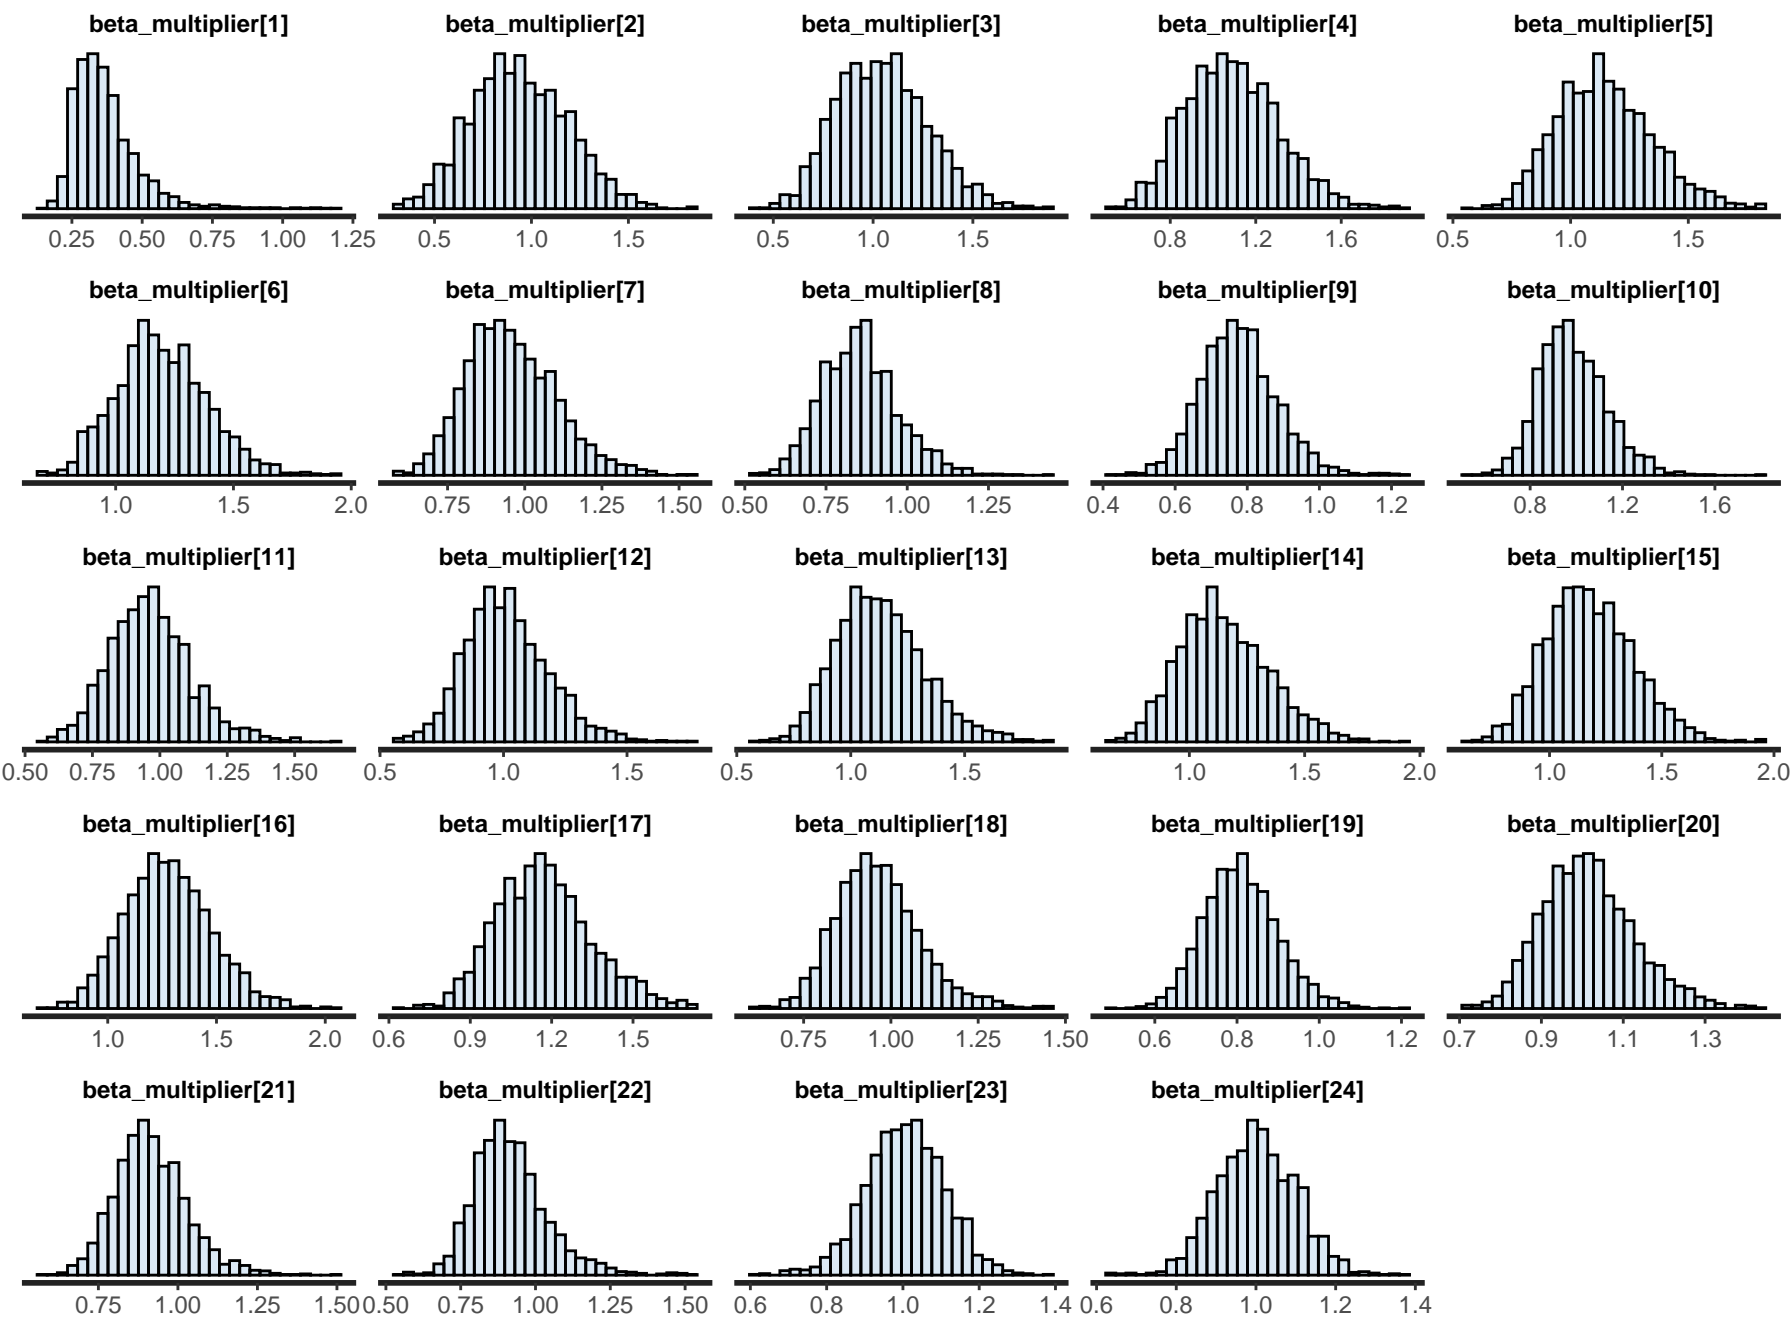 beta_multiplier[1] beta_multiplier[2] beta_multiplier[3] beta_multiplier[4] beta_multiplier[5]
0.25 0.50 0.75 1.00 1.25 0.5 1.0 1.5 0.5 1.0 1.5 0.8 1.2 1.6 0.5 1.0 1.5
beta_multiplier[6] beta_multiplier[7] beta_multiplier[8] beta_multiplier[9] beta_multiplier[10]
1.0 1.5 2.0 0.75 1.00 1.25 1.50 0.50 0.75 1.00 1.25 0.4 0.6 0.8 1.0 1.2 0.8 1.2 1.6
beta_multiplier[11] beta_multiplier[12] beta_multiplier[13] beta_multiplier[14] beta_multiplier[15]
0.50 0.75 1.00 1.25 1.50 0.5 1.0 1.5 0.5 1.0 1.5 1.0 1.5 2.0 1.0 1.5 2.0
beta_multiplier[16] beta_multiplier[17] beta_multiplier[18] beta_multiplier[19] beta_multiplier[20]
1.0 1.5 2.0 0.6 0.9 1.2 1.5 0.75 1.00 1.25 1.50 0.6 0.8 1.0 1.2 0.7 0.9 1.1 1.3
beta_multiplier[21] beta_multiplier[22] beta_multiplier[23] beta_multiplier[24]
0.75 1.00 1.25 1.50 0.50 0.75 1.00 1.25 1.50 0.6 0.8 1.0 1.2 1.4 0.6 0.8 1.0 1.2 1.4